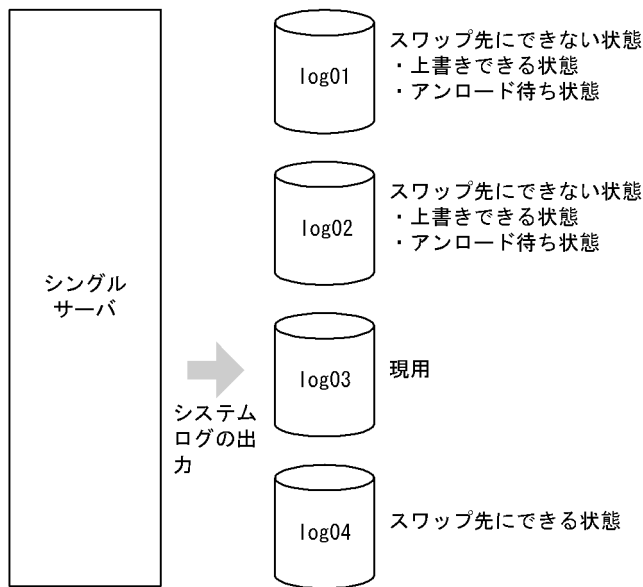 log01
スワップ先にできない状態
・上書きできる状態
・アンロード待ち状態
log02
スワップ先にできない状態
・上書きできる状態
・アンロード待ち状態
シングル
サーバ
log03
現用
システム
ログの出
力
log04
スワップ先にできる状態